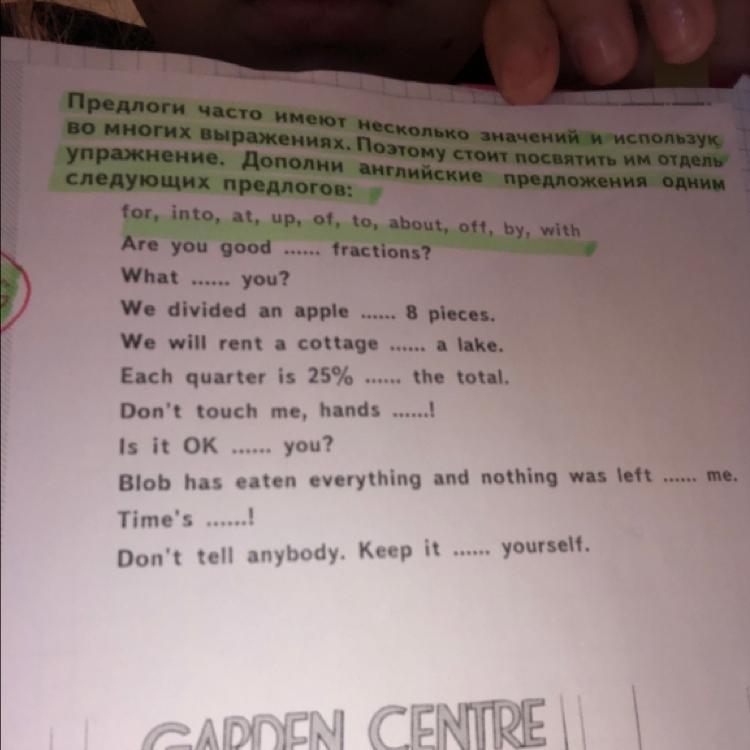 Предлоги часто имеют несколько значений и использук
во многих выражениях. Поэтому стоит посвятить им отдель
упражнение. Дополни английские предложения одним
следующих предлогов:
for, into, at, up, of, to, about, off, by, with
Are you good ...... fractions?
What ...... you?
We divided an apple ...... 8 pieces.
We will rent a cottage ...... a lake.
Each quarter is 25% ...... the total.
Don't touch me, hands ......!
Is it OK ...... you?
Blob has eaten everything and nothing was left ...... me.
Time's ......!
Don't tell anybody. Keep it ...... yourself.
GARDEN CENTRE